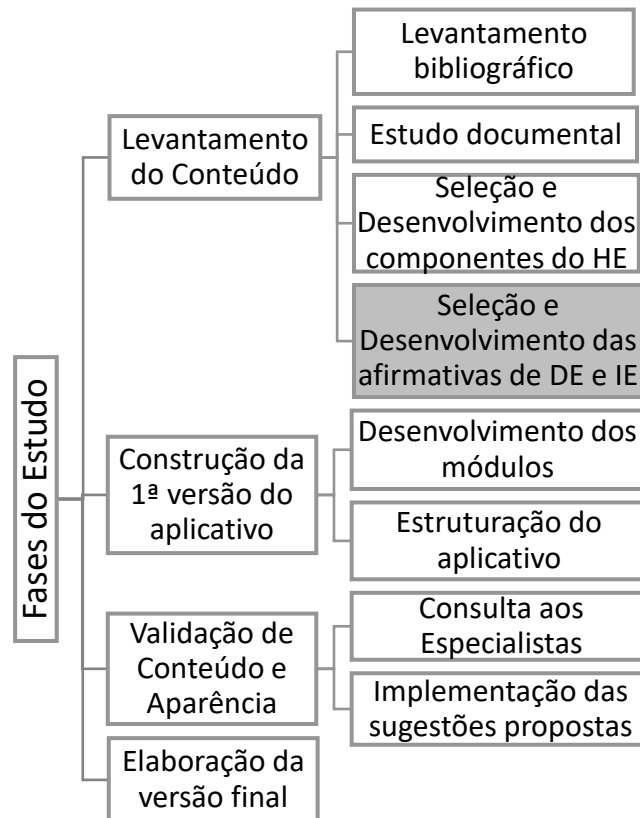 Fases do Estudo
Levantamento
do Conteúdo
Levantamento
bibliográfico
Estudo documental
Seleção e
Desenvolvimento dos
componentes do HE
Seleção e
Desenvolvimento das
afirmativas de DE e IE
Construção da
1ª versão do
aplicativo
Desenvolvimento dos
módulos
Estruturação do
aplicativo
Validação de
Conteúdo e
Aparência
Consulta aos
Especialistas
Implementação das
sugestões propostas
Elaboração da
versão final